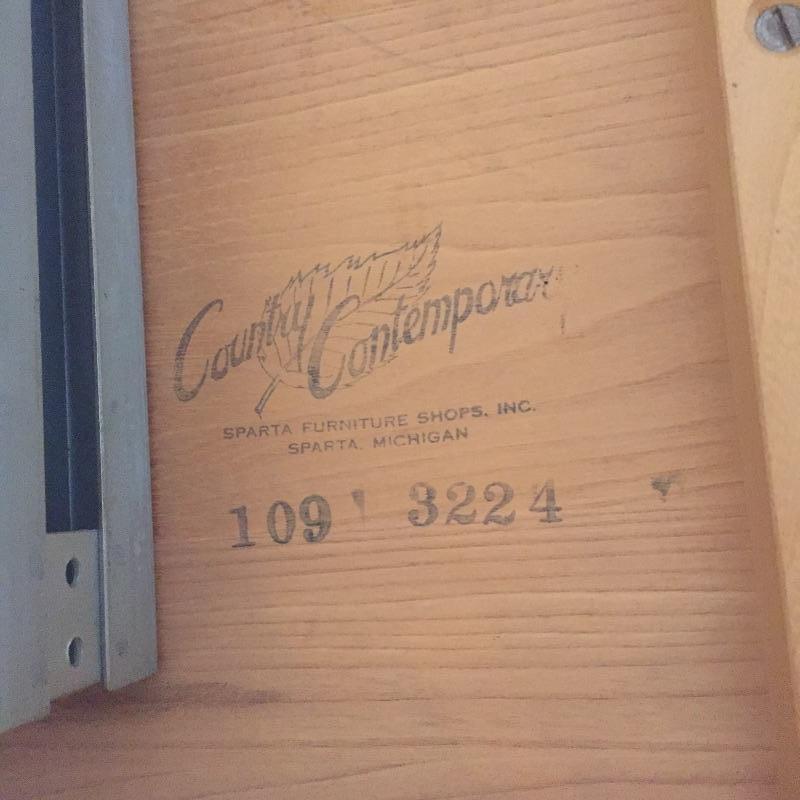 Country Contemporary
SPARTA FURNITURE SHOPS, INC.
SPARTA, MICHIGAN
109 3224